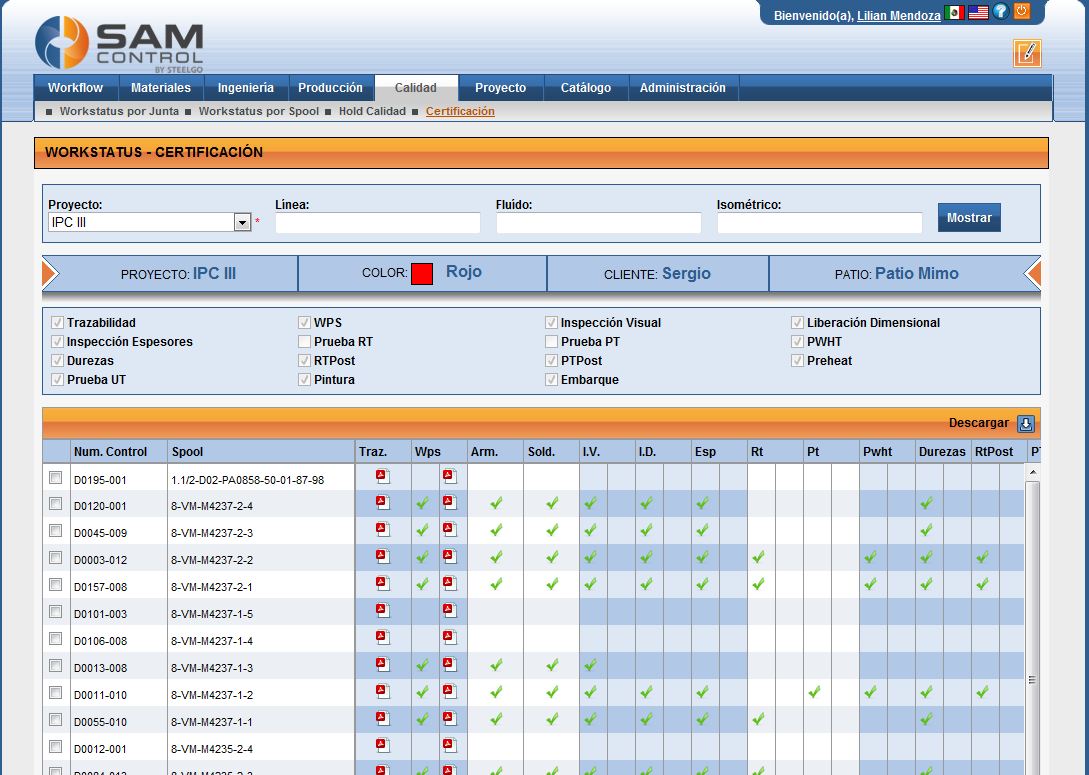 Bienvenido(a), Lilian Mendoza
SAM
CONTROL
BY STEELGO
Workflow Materiales Ingeniería Producción Calidad Proyecto Catálogo Administración
Workstatus por Junta Workstatus por Spool Hold Calidad Certificación
WORKSTATUS - CERTIFICACIÓN
Proyecto: Línea: Fluido: Isométrico:
IPC III * Mostrar
PROYECTO: IPC III COLOR: Rojo CLIENTE: Sergio PATIO: Patio Mimo
Trazabilidad WPS Inspección Visual Liberación Dimensional
Inspección Espesores Prueba RT Prueba PT PWHT
Durezas RTPost PTPost Preheat
Prueba UT Pintura Embarque
Descargar
Num. Control Spool Traz. Wps Arm. Sold. I.V. I.D. Esp Rt Pt Pwht Durezas RtPost
D0195-001 1.1/2-D02-PA0858-50-01-87-98
D0120-001 8-VM-M4237-2-4
D0045-009 8-VM-M4237-2-3
D0003-012 8-VM-M4237-2-2
D0157-008 8-VM-M4237-2-1
D0101-003 8-VM-M4237-1-5
D0106-008 8-VM-M4237-1-4
D0013-008 8-VM-M4237-1-3
D0011-010 8-VM-M4237-1-2
D0055-010 8-VM-M4237-1-1
D0012-001 8-VM-M4235-2-4